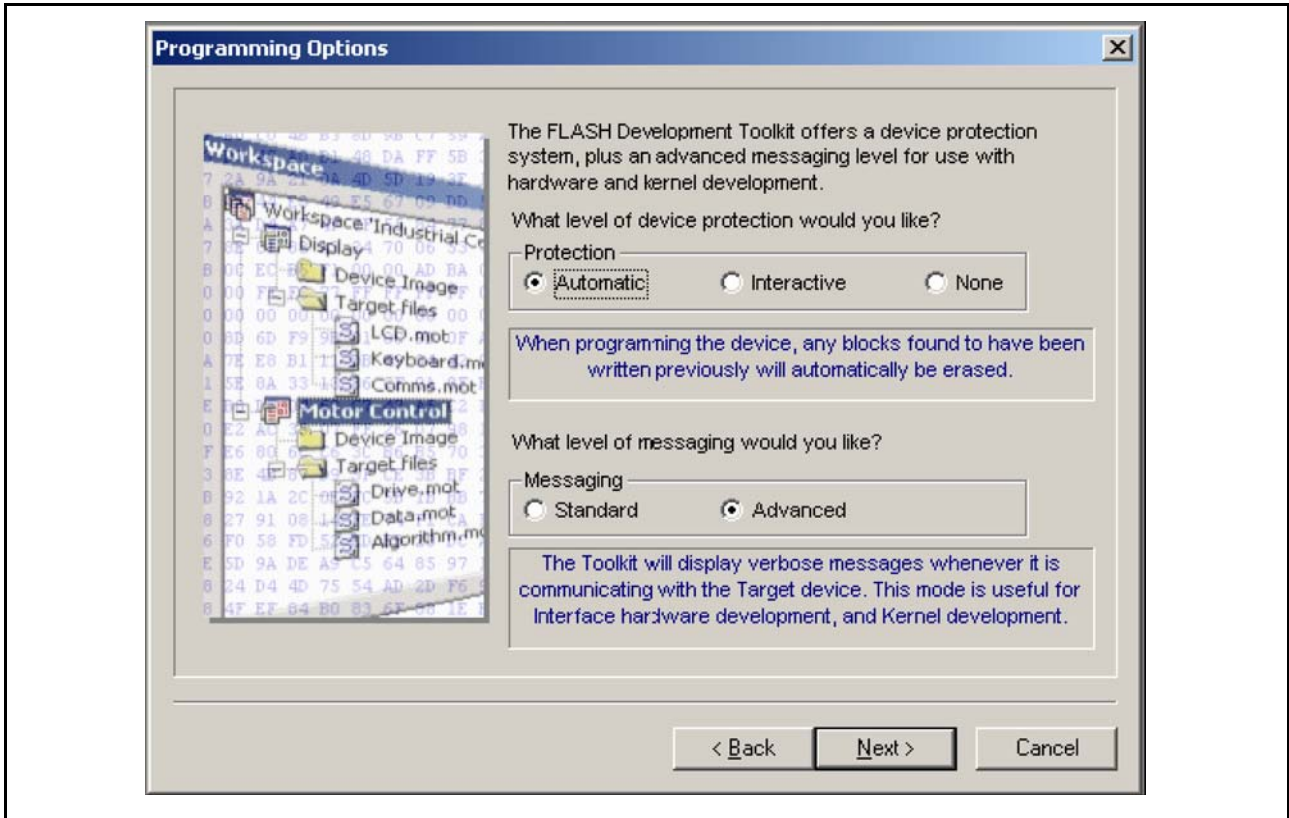 Programming Options
The FLASH Development Toolkit offers a device protection
system, plus an advanced messaging level for use with
hardware and kernel development.
What level of device protection would you like?
Protection
Automatic Interactive None
When programming the device, any blocks found to have been
written previously will automatically be erased.
What level of messaging would you like?
Messaging
Standard Advanced
The Toolkit will display verbose messages whenever it is
communicating with the Target device. This mode is useful for
Interface hardware development, and Kernel development.
Workspace
Workspace "Industrial Co
Display
Device Image
Target files
LCD.mot
Keyboard.m
Comms.mot
Motor Control
Device Image
Target files
Drive.mot
Data.mot
Algorithm.mo
< Back Next > Cancel